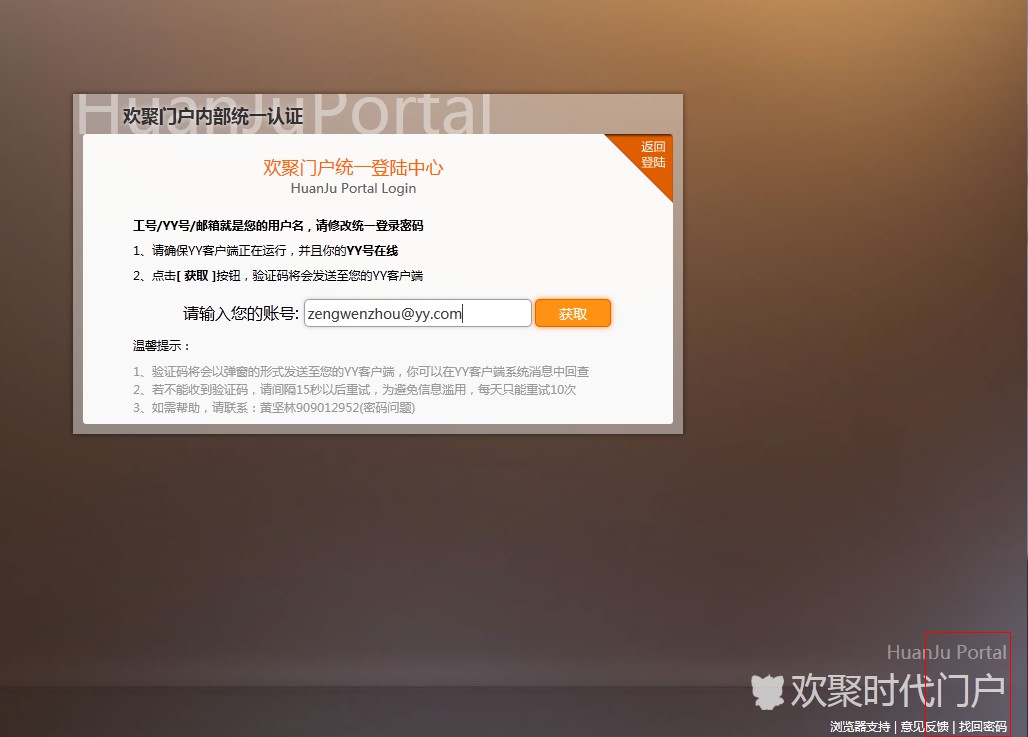 HuanJuPortal
欢聚门户内部统一认证
返回
登陆
欢聚门户统一登陆中心
HuanJu Portal Login
工号/YY号/邮箱就是您的用户名，请修改统一登录密码
1、请确保YY客户端正在运行，并且你的YY号在线
2、点击[ 获取 ]按钮，验证码将会发送至您的YY客户端
请输入您的账号: zengwenzhou@yy.com 获取
温馨提示：
1、验证码将会以弹窗的形式发送至您的YY客户端，你可以在YY客户端系统消息中回查
2、若不能收到验证码，请间隔15秒以后重试，为避免信息滥用，每天只能重试10次
3、如需帮助，请联系：黄坚林909012952(密码问题)
HuanJu Portal
欢聚时代门户
浏览器支持 | 意见反馈 | 找回密码